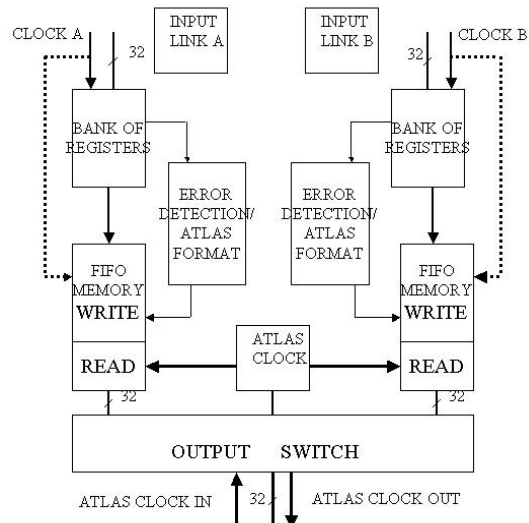 CLOCK A
32
INPUT
LINK A
INPUT
LINK B
32
CLOCK B
BANK OF
REGISTERS
BANK OF
REGISTERS
ERROR
DETECTION/
ATLAS
FORMAT
ERROR
DETECTION/
ATLAS
FORMAT
FIFO
MEMORY
WRITE
FIFO
MEMORY
WRITE
READ
ATLAS
CLOCK
READ
32
32
OUTPUT SWITCH
ATLAS CLOCK IN
32
ATLAS CLOCK OUT